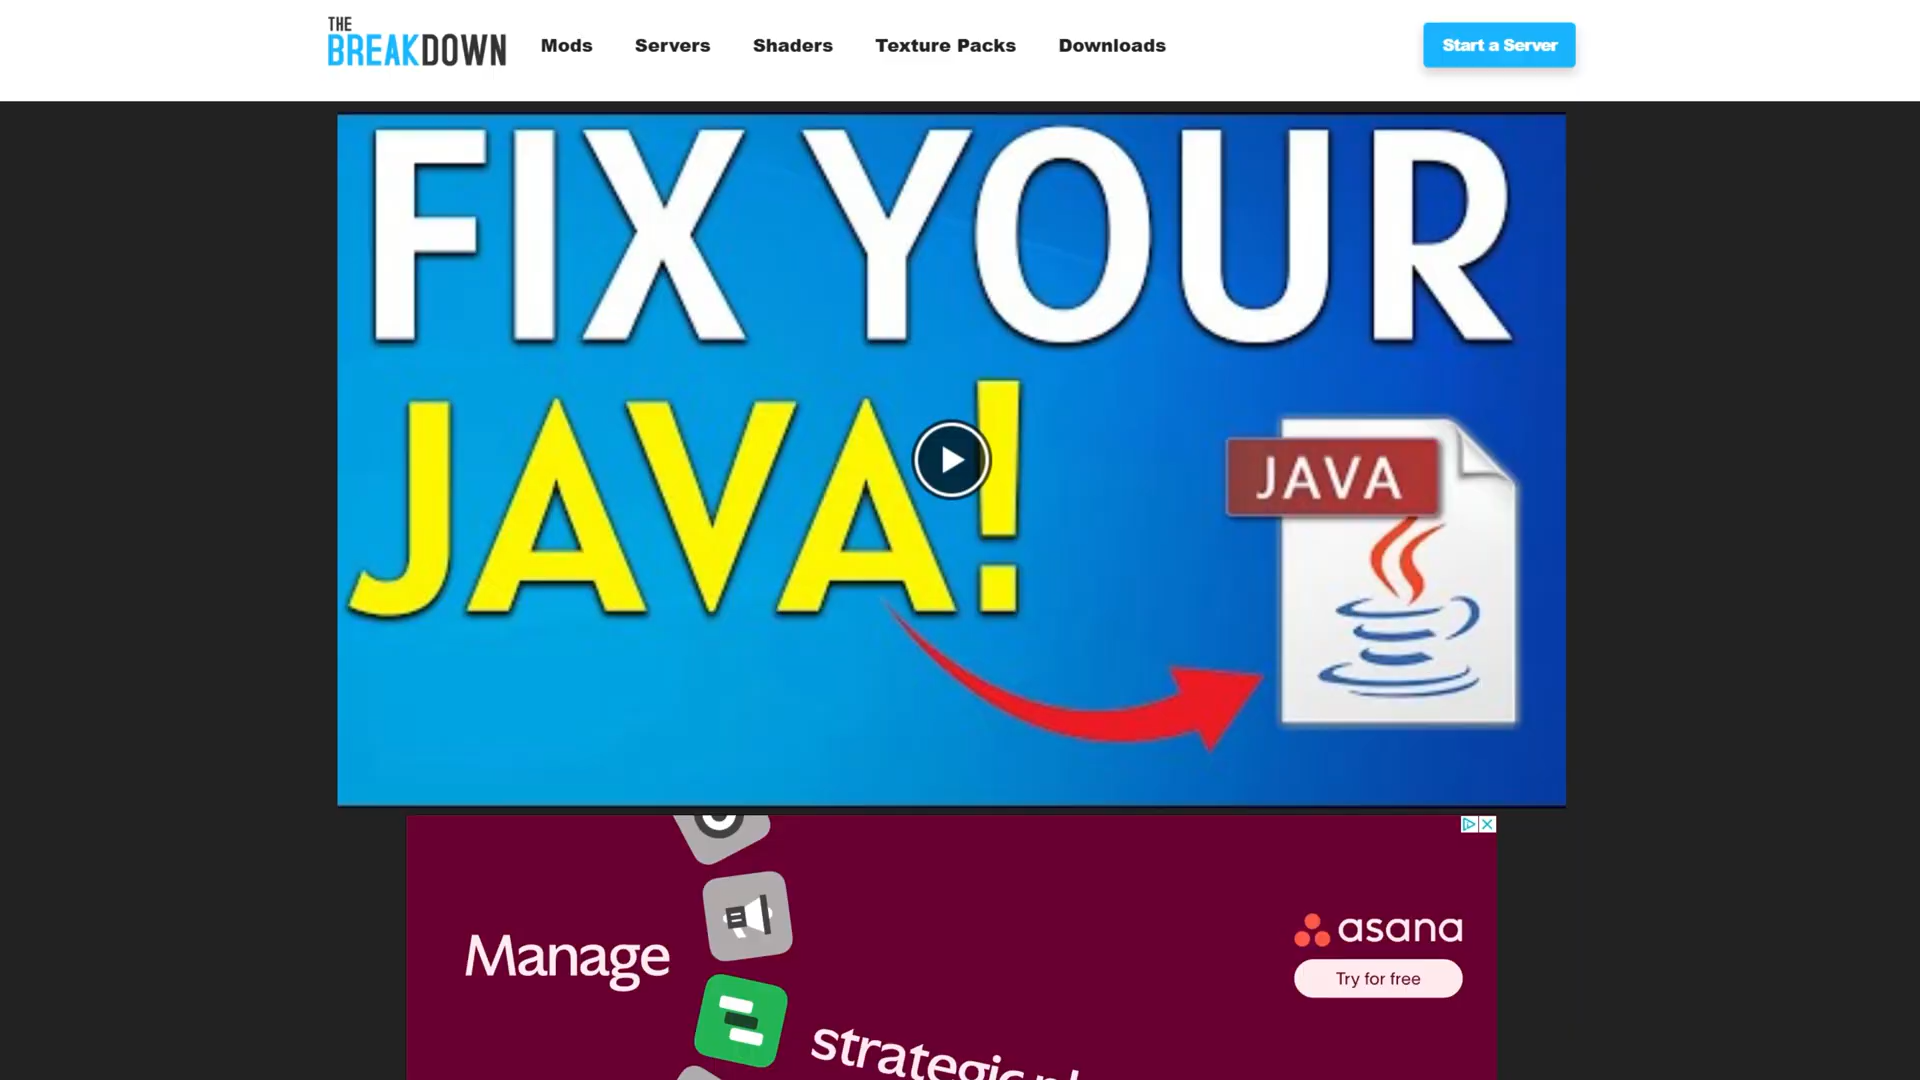 THE
BREAKDOWN
Mods
Servers
Shaders
Texture Packs
Downloads
Start a Server
FIX YOUR
JAVA!
JAVA
Manage
asana
Try for free
strategic